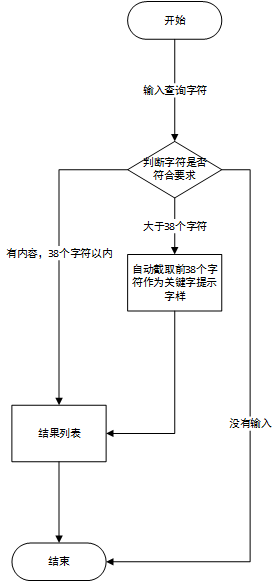 开始
输入查询字符
判断字符是否
符合要求
大于38个字符
有内容，38个字符以内
自动截取前38个字
符作为关键字提示
字样
没有输入
结果列表
结束